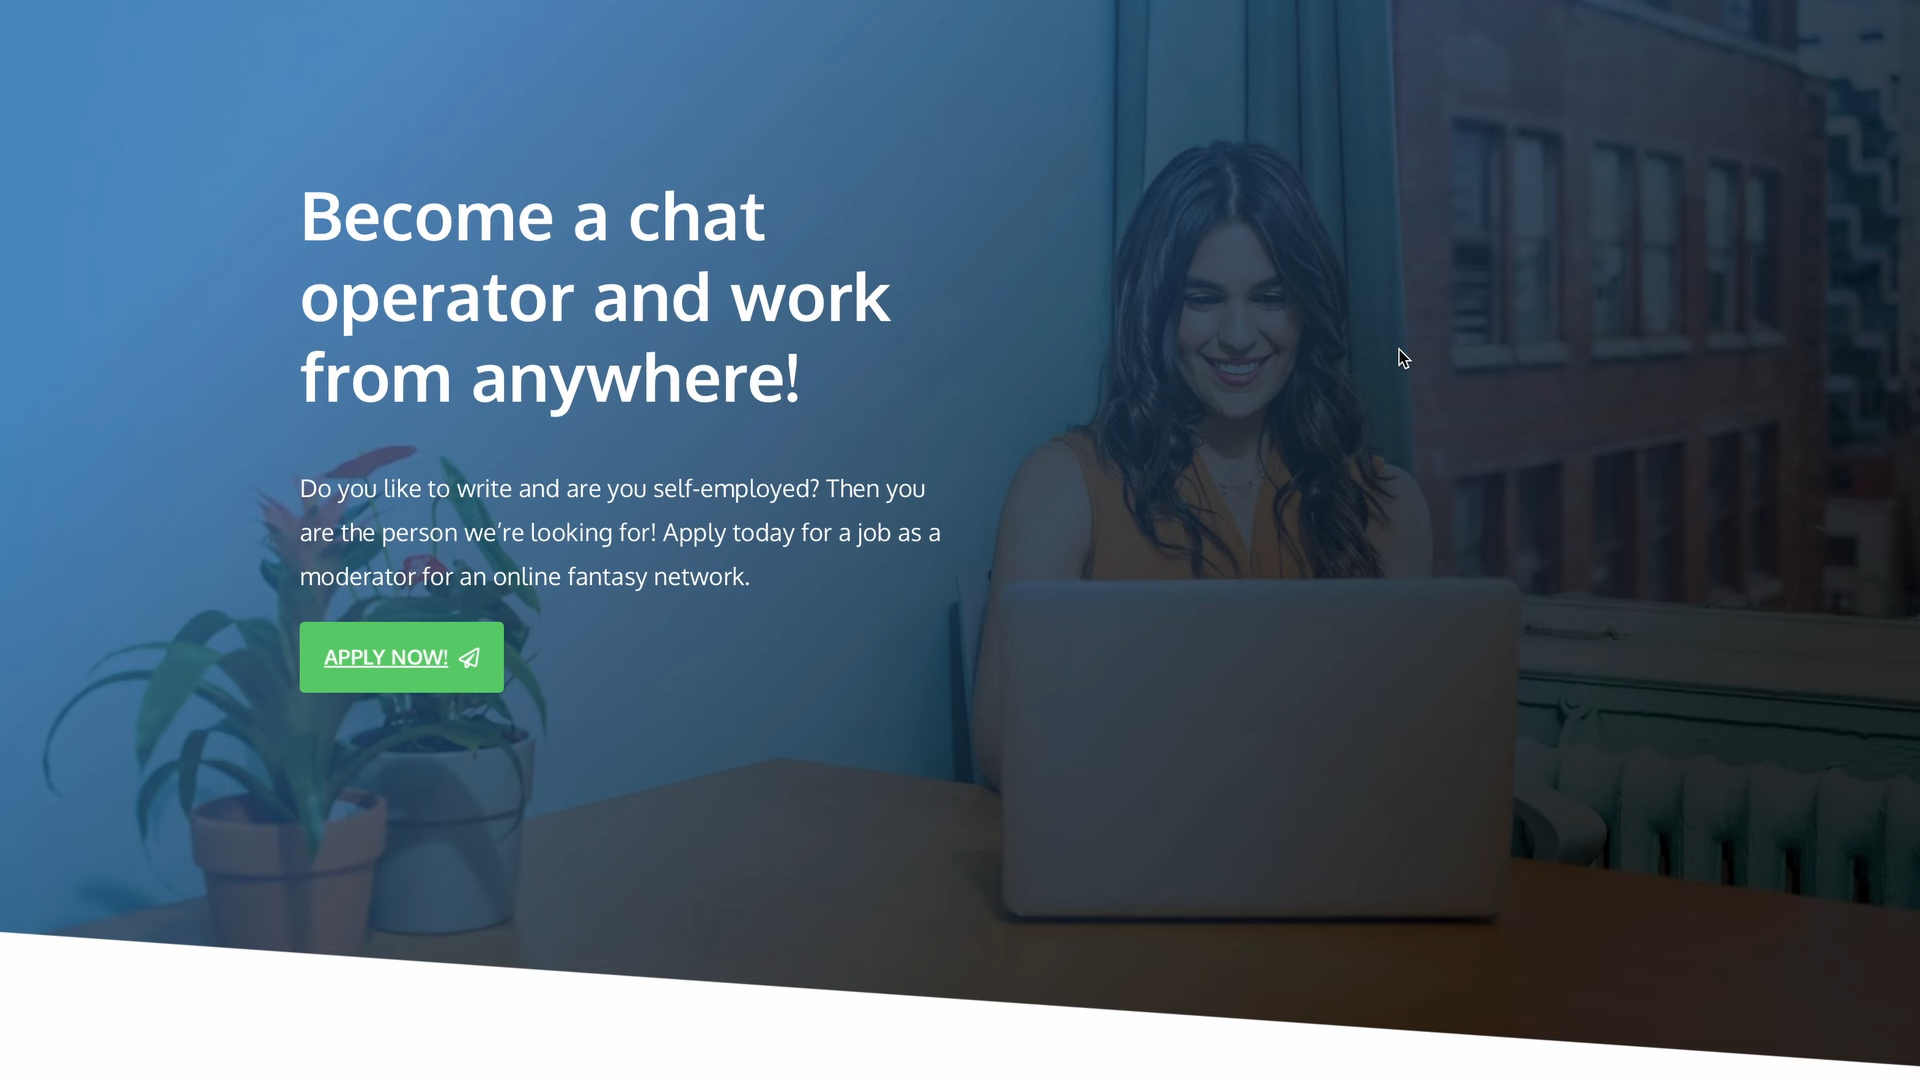 Become a chat
operator and work
from anywhere!
Do you like to write and are you self-employed? Then you
are the person we're looking for! Apply today for a job as a
moderator for an online fantasy network.
APPLY NOW!